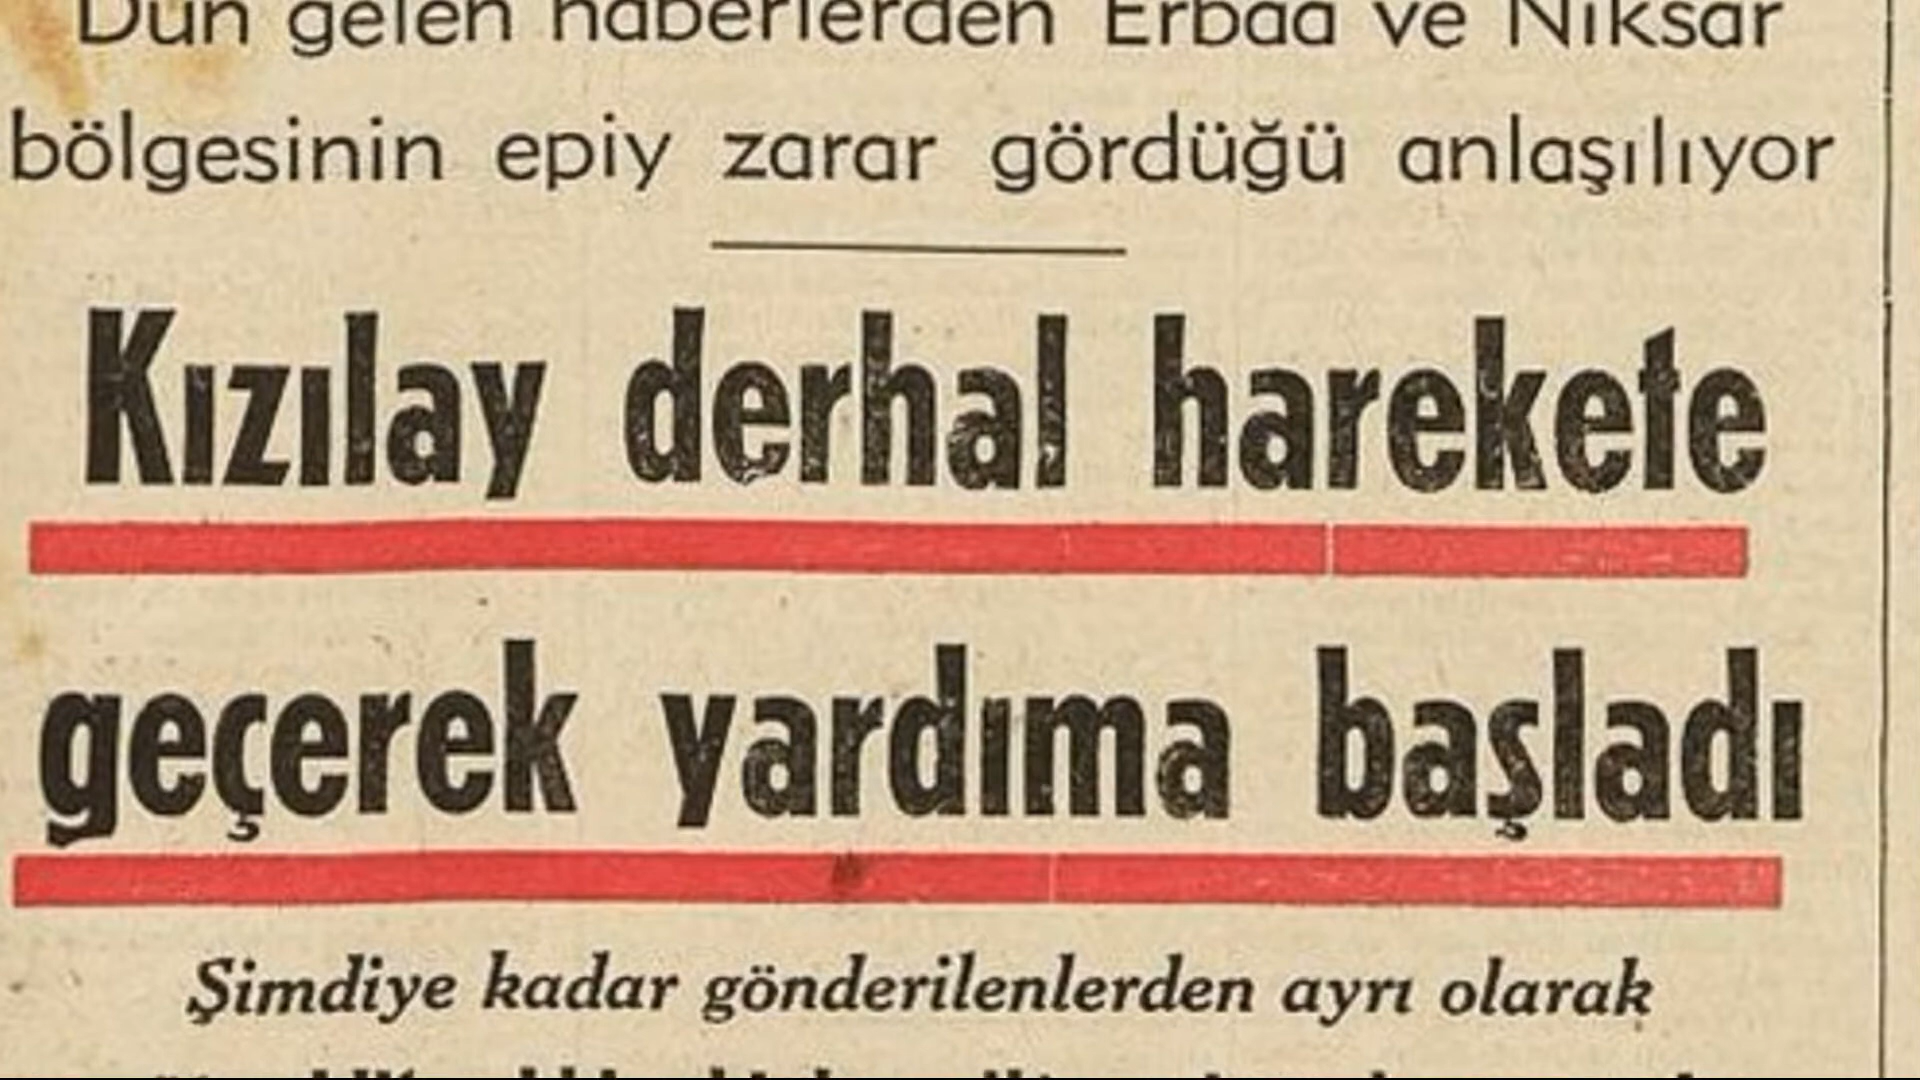 Dün gelen haberlerden Erbaa ve Niksar
bölgesinin epiy zarar gördüğü anlaşılıyor
Kızılay derhal harekete
geçerek yardıma başladı
Şimdiye kadar gönderilenlerden ayrı olarak